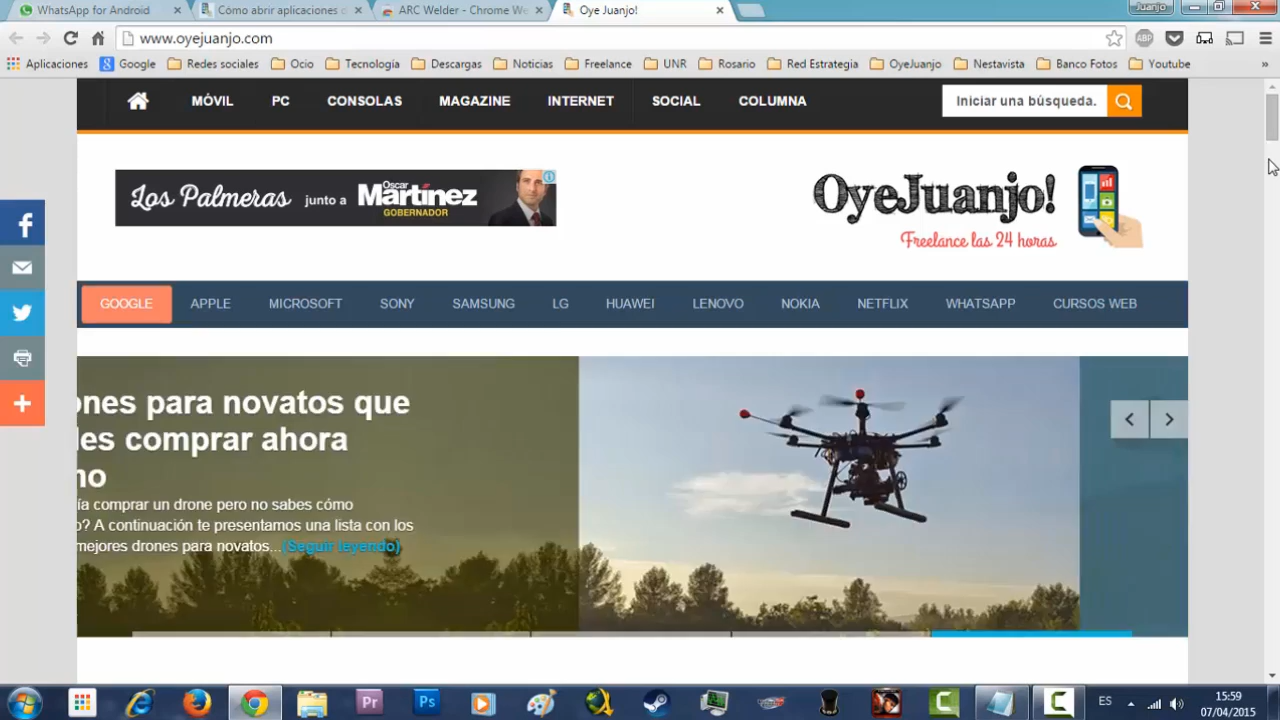 WhatsApp for Android
Cómo abrir aplicaciones
ARC Welder - Chrome We
Oye Juanjo!
Juanjo
www.oyejuanjo.com
ABP
Aplicaciones
Google
Redes sociales
Ocio
Tecnología
Descargas
Noticias
Freelance
UNR
Rosario
Red Estrategia
OyeJuanjo
Nestavista
Banco Fotos
Youtube
»
MÓVIL
PC
CONSOLAS
MAGAZINE
INTERNET
SOCIAL
COLUMNA
Iniciar una búsqueda.
Los Palmeras junto a Oscar Martínez
GOBERNADOR
OyeJuanjo!
Freelance las 24 horas
GOOGLE
APPLE
MICROSOFT
SONY
SAMSUNG
LG
HUAWEI
LENOVO
NOKIA
NETFLIX
WHATSAPP
CURSOS WEB
ones para novatos que
les comprar ahora
no
ía comprar un drone pero no sabes cómo
o? A continuación te presentamos una lista con los
mejores drones para novatos...(Seguir leyendo)
Pr
Ps
ES
15:59
07/04/2015